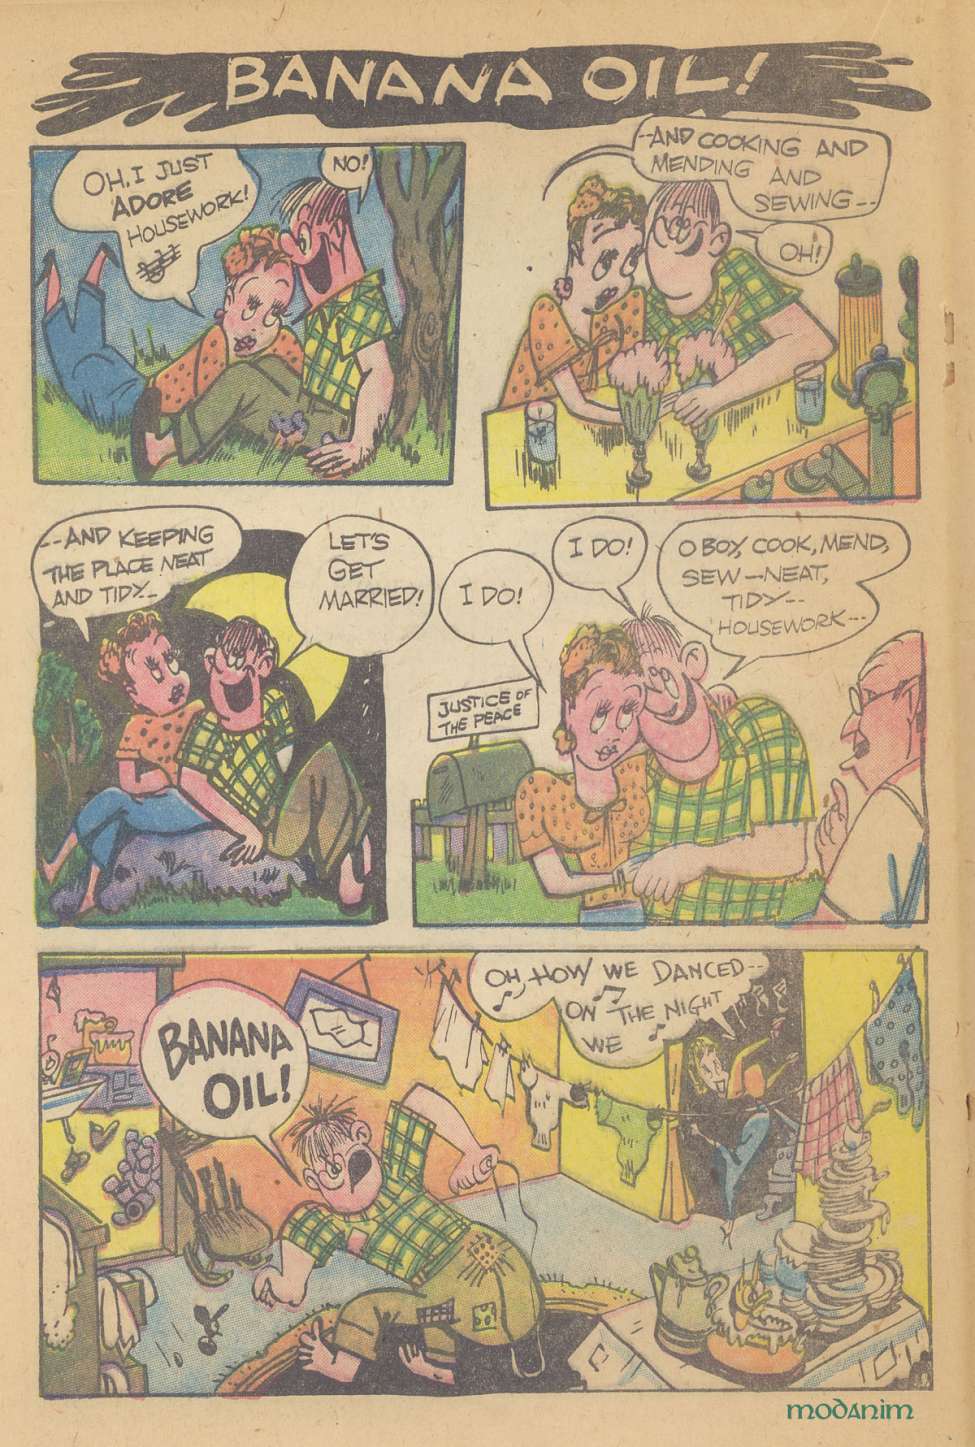 BANANA OIL!
OH, I JUST
ADORE
HOUSEWORK!
NO!
--AND COOKING AND
MENDING AND
SEWING--
OH!
--AND KEEPING
THE PLACE NEAT
AND TIDY--
LET'S
GET
MARRIED!
I DO!
I DO!
O BOY, COOK, MEND,
SEW--NEAT,
TIDY--
HOUSEWORK---
JUSTICE OF
THE PEACE
BANANA
OIL!
OH, HOW WE DANCED--
ON THE NIGHT
WE
MODANIM